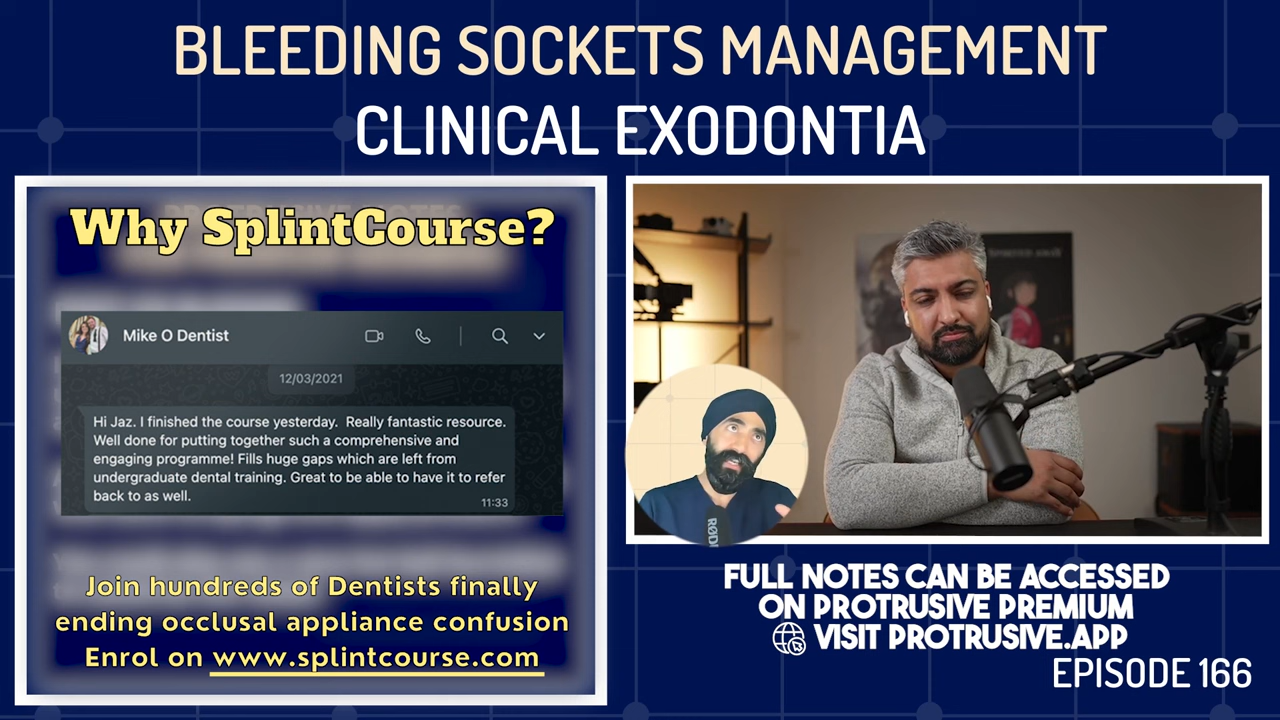 BLEEDING SOCKETS MANAGEMENT
CLINICAL EXODONTIA
Why SplintCourse?
Mike O Dentist
12/03/2021
Hi Jaz. I finished the course yesterday. Really fantastic resource.
Well done for putting together such a comprehensive and
engaging programme! Fills huge gaps which are left from
undergraduate dental training. Great to be able to have it to refer
back to as well.
11:33
Join hundreds of Dentists finally
ending occlusal appliance confusion
Enrol on www.splintcourse.com
RØDE
FULL NOTES CAN BE ACCESSED
ON PROTRUSIVE PREMIUM
VISIT PROTRUSIVE.APP
EPISODE 166